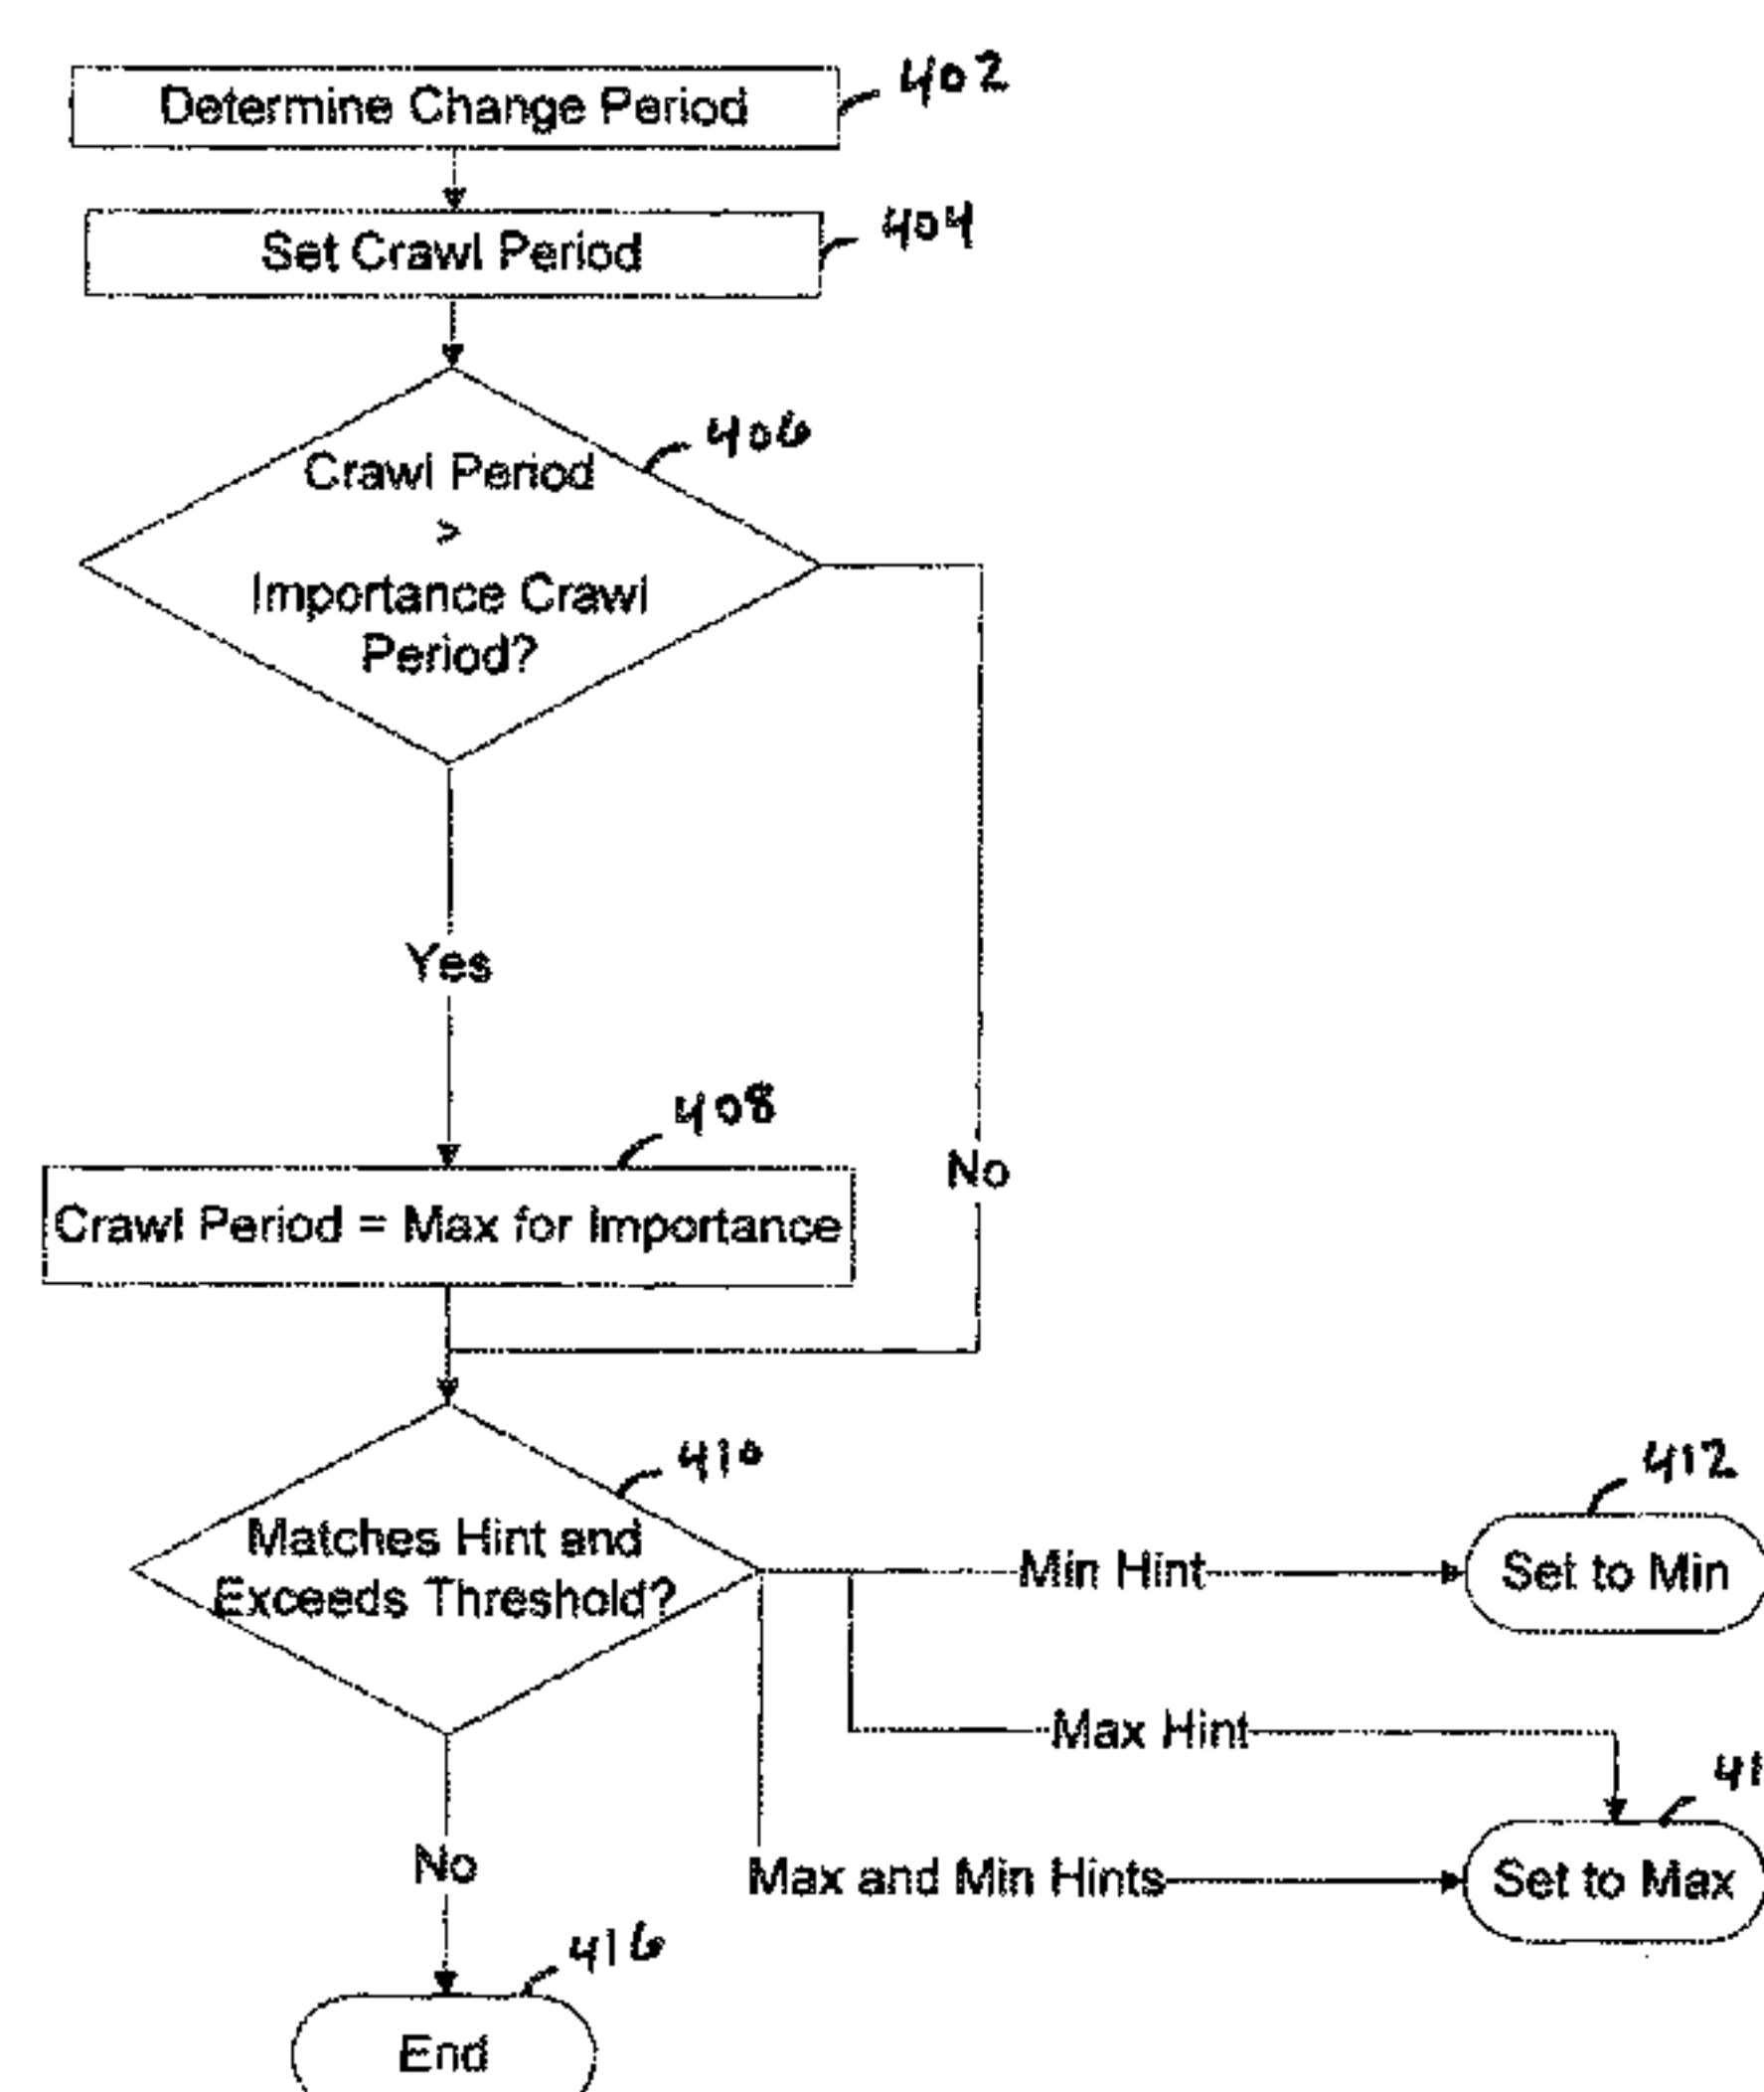 Determine Change Period
402
Set Crawl Period
404
406
Crawl Period
>
Importance Crawl
Period?
Yes
408
No
Crawl Period = Max for Importance
410
Matches Hint and
Exceeds Threshold?
Min Hint
412
Set to Min
Max Hint
41
Set to Max
Max and Min Hints
No
416
End